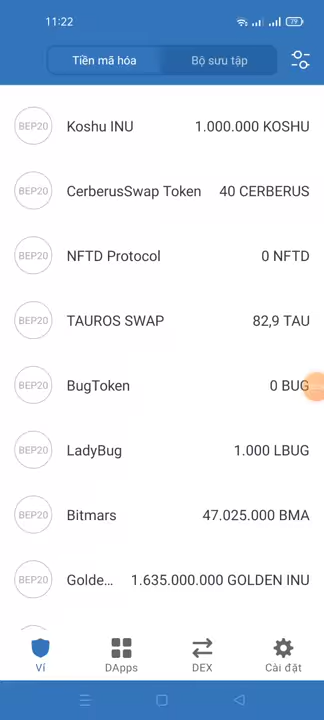 11:22
79
Tiền mã hóa
Bộ sưu tập
BEP20 Koshu INU 1.000.000 KOSHU
BEP20 CerberusSwap Token 40 CERBERUS
BEP20 NFTD Protocol 0 NFTD
BEP20 TAUROS SWAP 82,9 TAU
BEP20 BugToken 0 BUG
BEP20 LadyBug 1.000 LBUG
BEP20 Bitmars 47.025.000 BMA
BEP20 Golde... 1.635.000.000 GOLDEN INU
Ví DApps DEX Cài đặt